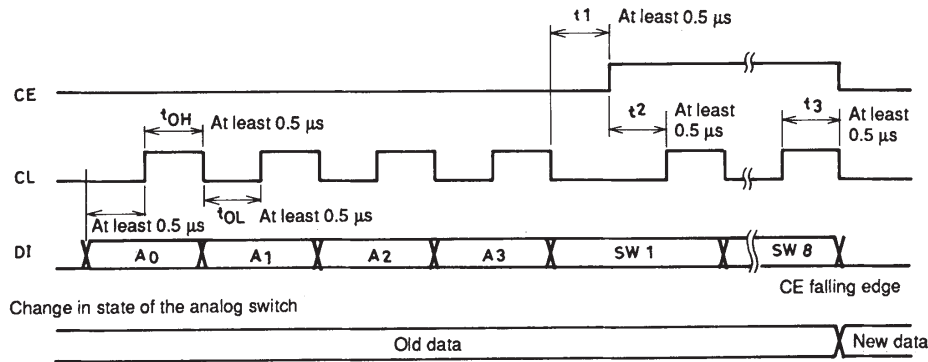 t1 At least 0.5 µs
CE
tOH At least 0.5 µs
t2 At least 0.5 µs
t3 At least 0.5 µs
CL
At least 0.5 µs
tOL At least 0.5 µs
DI A0 A1 A2 A3 SW 1 SW 8
CE falling edge
Change in state of the analog switch
Old data New data